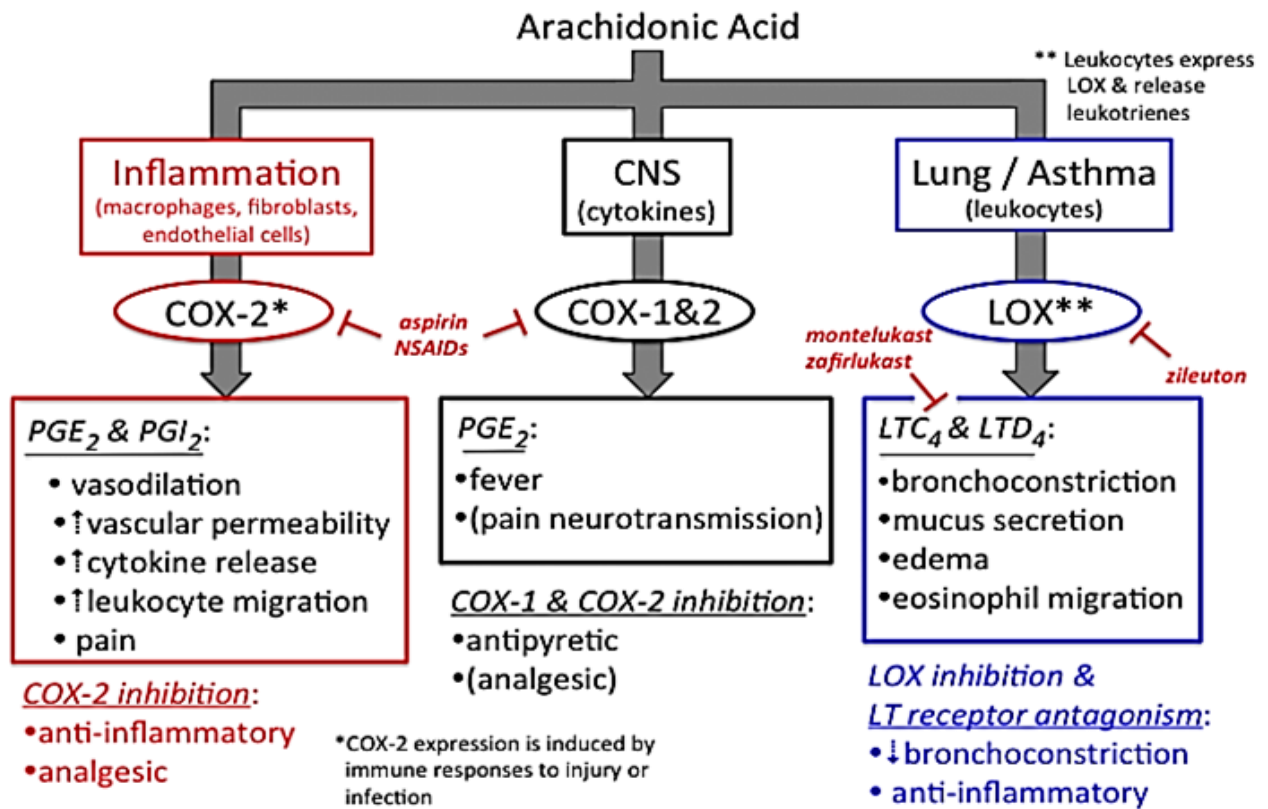 Arachidonic Acid
** Leukocytes express
LOX & release
leukotrienes
Inflammation
(macrophages, fibroblasts,
endothelial cells)
CNS
(cytokines)
Lung / Asthma
(leukocytes)
COX-2*
aspirin
NSAIDs
COX-1&2
montelukast
zafirlukast
LOX**
zileuton
PGE₂ & PGI₂:
• vasodilation
•↑vascular permeability
•↑cytokine release
•↑leukocyte migration
• pain
COX-2 inhibition:
•anti-inflammatory
•analgesic
PGE₂:
•fever
•(pain neurotransmission)
COX-1 & COX-2 inhibition:
•antipyretic
•(analgesic)
*COX-2 expression is induced by
immune responses to injury or
infection
LTC₄ & LTD₄:
•bronchoconstriction
•mucus secretion
•edema
•eosinophil migration
LOX inhibition &
LT receptor antagonism:
•↓bronchoconstriction
• anti-inflammatory